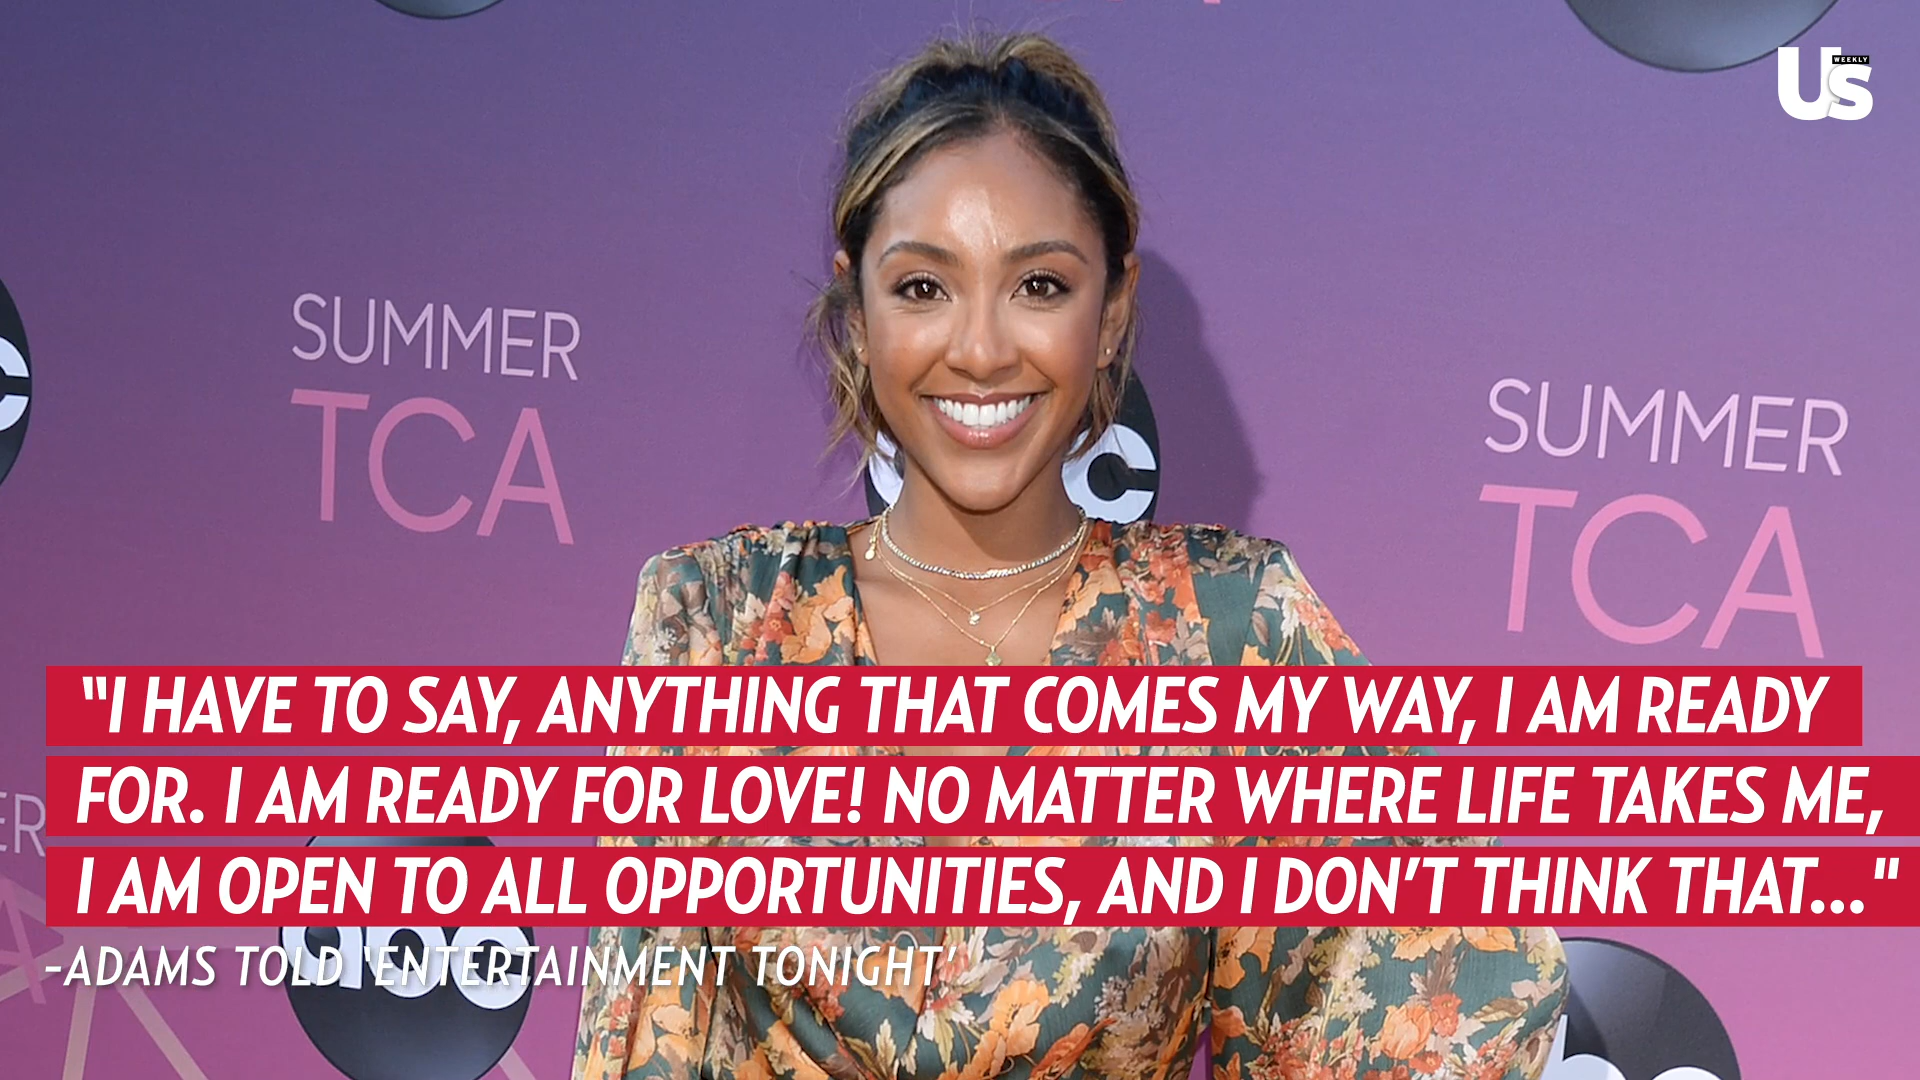 Us
WEEKLY
SUMMER
TCA
SUMMER
TCA
"I HAVE TO SAY, ANYTHING THAT COMES MY WAY, I AM READY
FOR. I AM READY FOR LOVE! NO MATTER WHERE LIFE TAKES ME,
I AM OPEN TO ALL OPPORTUNITIES, AND I DON'T THINK THAT..."
-ADAMS TOLD 'ENTERTAINMENT TONIGHT'
abc